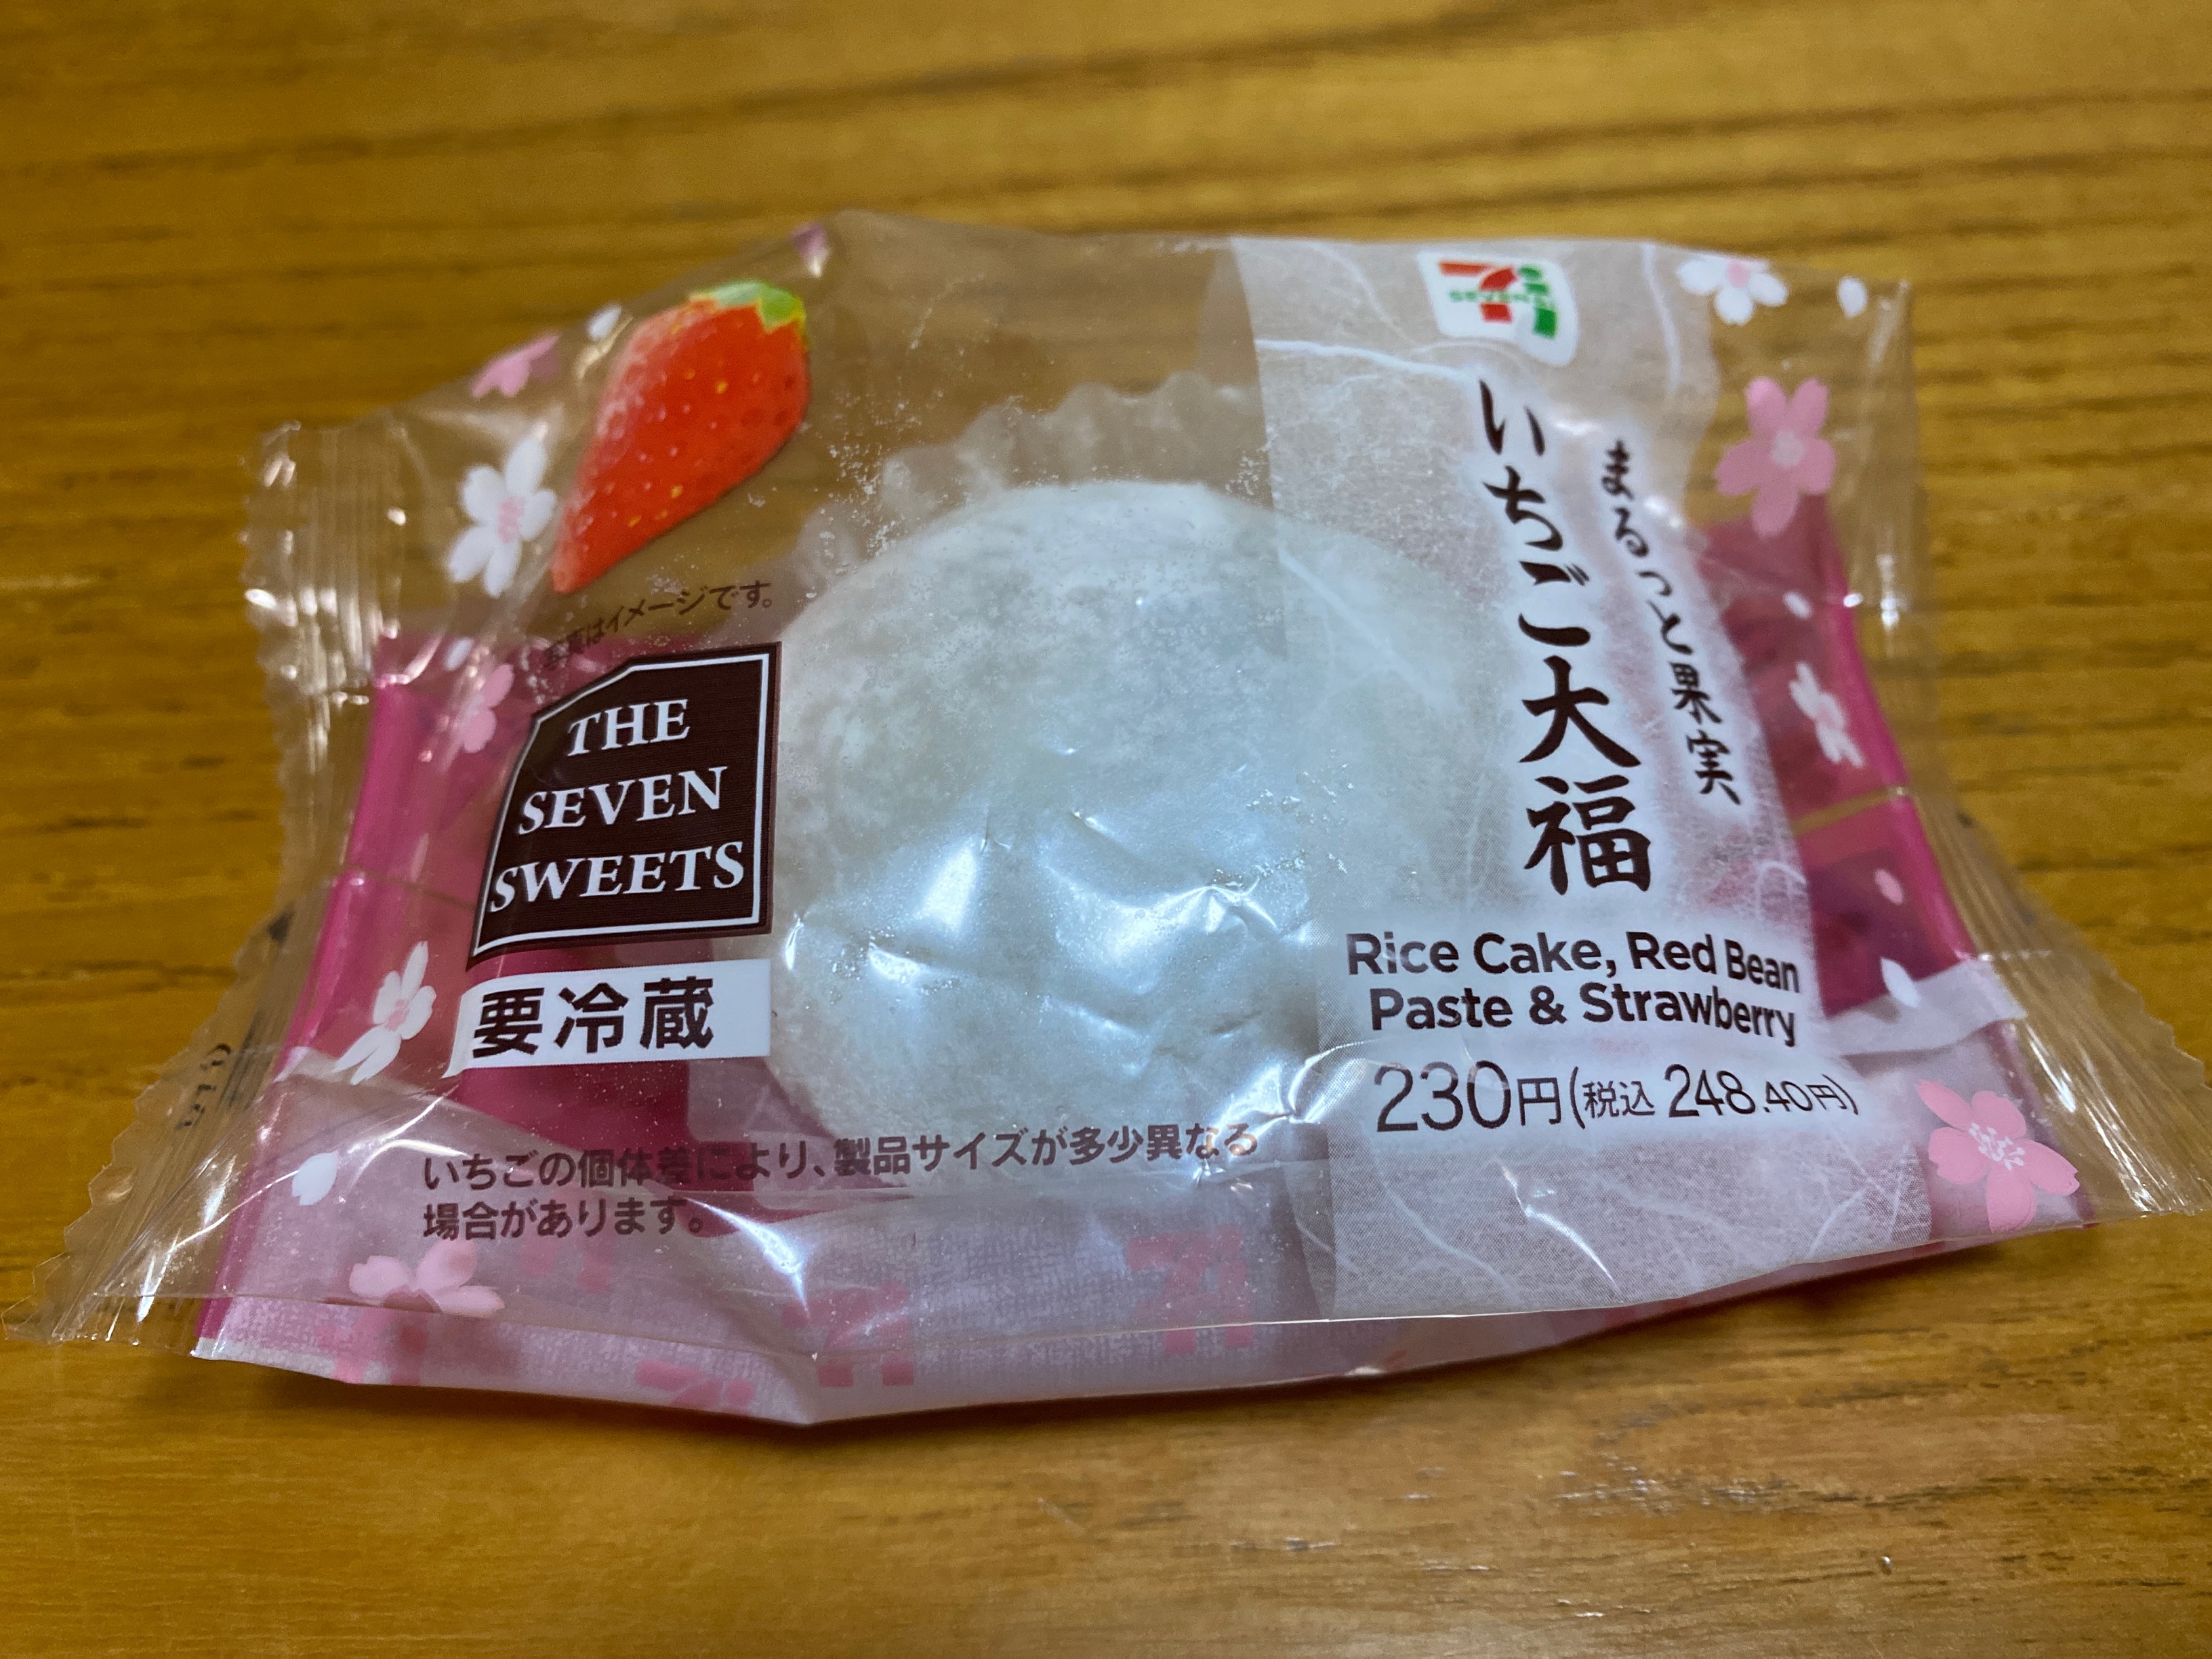 まるっと果実
いちご大福
Rice Cake, Red Bean
Paste & Strawberry
230円(税込 248.40円)
写真はイメージです。
THE
SEVEN
SWEETS
要冷蔵
いちごの個体差により、製品サイズが多少異なる
場合があります。